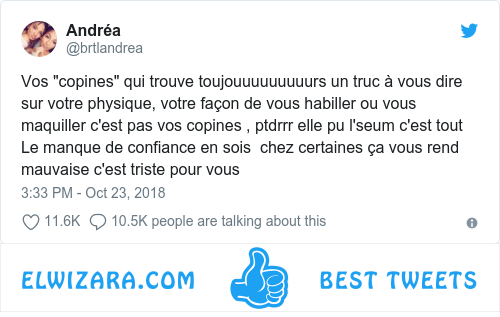 Andréa
@brtlandrea
Vos "copines" qui trouve toujouuuuuuuuurs un truc à vous dire
sur votre physique, votre façon de vous habiller ou vous
maquiller c'est pas vos copines , ptdrrr elle pu l'seum c'est tout
Le manque de confiance en sois  chez certaines ça vous rend
mauvaise c'est triste pour vous
3:33 PM - Oct 23, 2018
11.6K 10.5K people are talking about this
ELWIZARA.COM BEST TWEETS